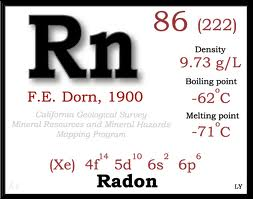 Rn
86 (222)
Density
9.73 g/L
Boiling point
-62°C
Melting point
-71°C
F.E. Dorn, 1900
California Geological Survey
Mineral Resources and Mineral Hazards
Mapping Program
(Xe) 4f¹⁴ 5d¹⁰ 6s² 6p⁶
Radon
LY